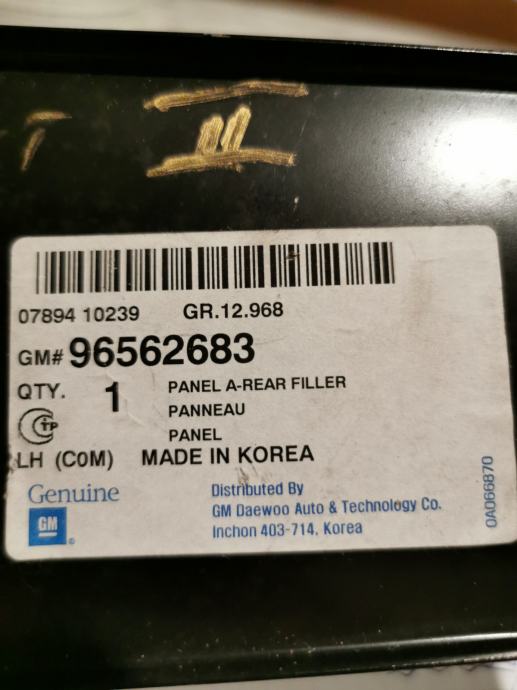 07894 10239 GR.12.968
GM# 96562683
QTY. 1 PANEL A-REAR FILLER
PANNEAU
PANEL
LH (C0M) MADE IN KOREA
Genuine
GM
Distributed By
GM Daewoo Auto & Technology Co.
Inchon 403-714, Korea
0A066870